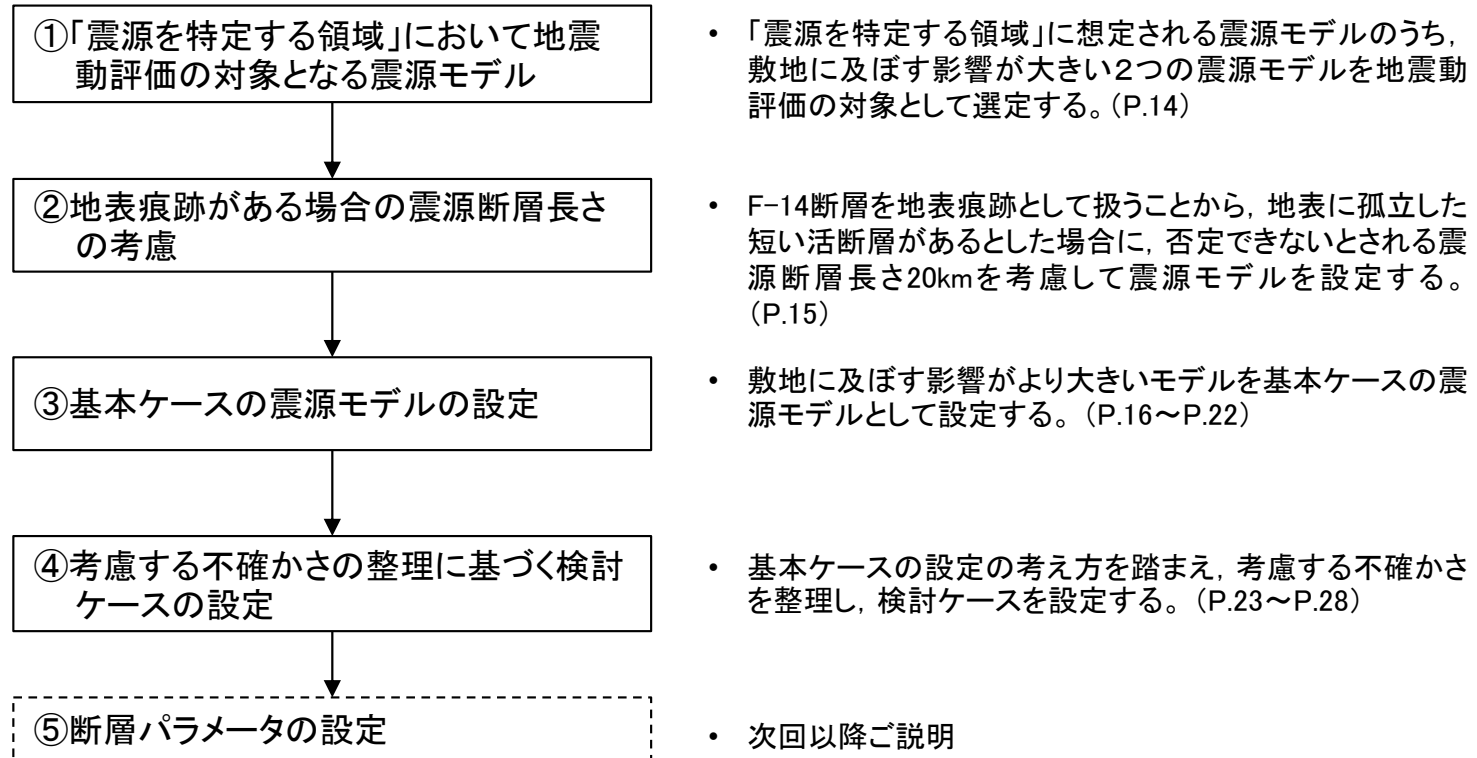 ①「震源を特定する領域」において地震
動評価の対象となる震源モデル
• 「震源を特定する領域」に想定される震源モデルのうち,
敷地に及ぼす影響が大きい2つの震源モデルを地震動
評価の対象として選定する。(P.14)
②地表痕跡がある場合の震源断層長さ
の考慮
• F-14断層を地表痕跡として扱うことから, 地表に孤立した
短い活断層があるとした場合に, 否定できないとされる震
源断層長さ20kmを考慮して震源モデルを設定する。
(P.15)
③基本ケースの震源モデルの設定
• 敷地に及ぼす影響がより大きいモデルを基本ケースの震
源モデルとして設定する。(P.16~P.22)
④考慮する不確かさの整理に基づく検討
ケースの設定
• 基本ケースの設定の考え方を踏まえ, 考慮する不確かさ
を整理し, 検討ケースを設定する。(P.23~P.28)
⑤断層パラメータの設定
• 次回以降ご説明